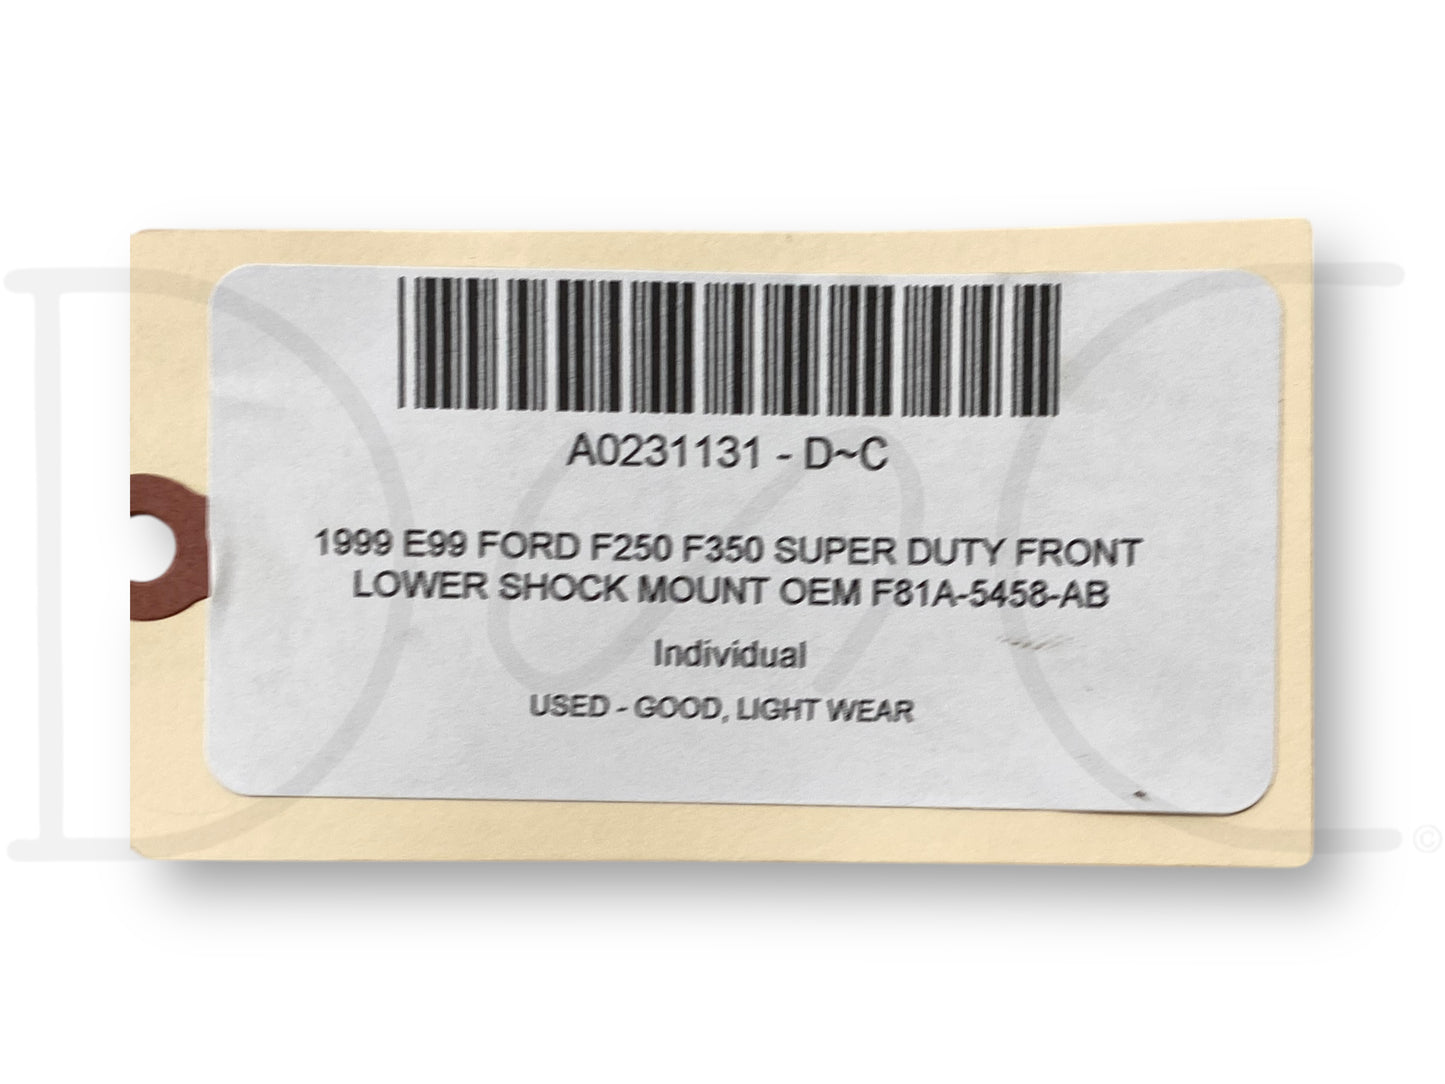 A0231131 - D~C
1999 E99 FORD F250 F350 SUPER DUTY FRONT
LOWER SHOCK MOUNT OEM F81A-5458-AB
Individual
USED - GOOD, LIGHT WEAR
D C ©